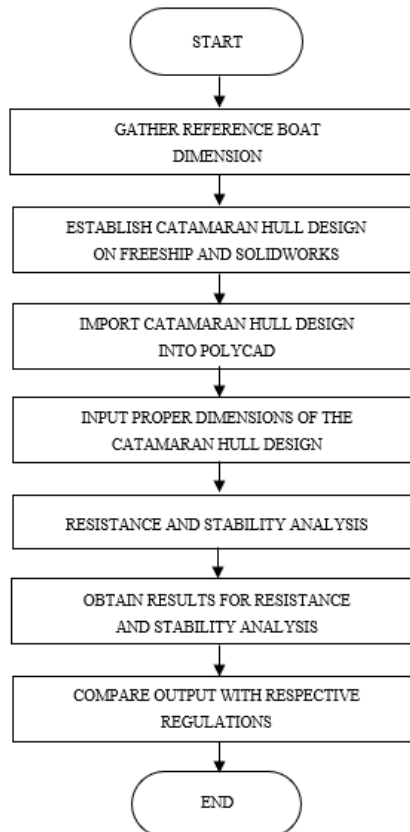 START
GATHER REFERENCE BOAT
DIMENSION
ESTABLISH CATAMARAN HULL DESIGN
ON FREESHIP AND SOLIDWORKS
IMPORT CATAMARAN HULL DESIGN
INTO POLYCAD
INPUT PROPER DIMENSIONS OF THE
CATAMARAN HULL DESIGN
RESISTANCE AND STABILITY ANALYSIS
OBTAIN RESULTS FOR RESISTANCE
AND STABILITY ANALYSIS
COMPARE OUTPUT WITH RESPECTIVE
REGULATIONS
END